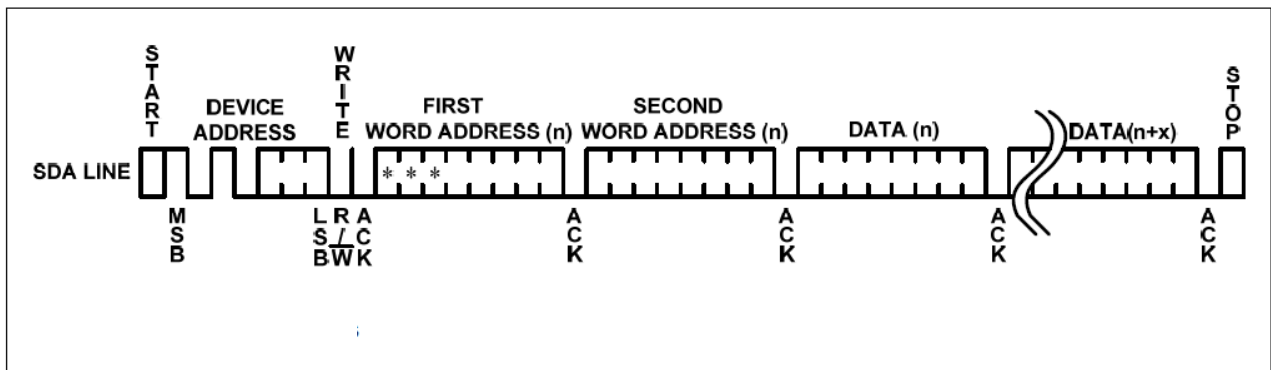 START
WRITE
STOP
DEVICE
ADDRESS
FIRST
WORD ADDRESS (n)
SECOND
WORD ADDRESS (n)
DATA (n)
DATA(n+x)
SDA LINE
* * *
MSB
LSB
R/W
ACK
ACK
ACK
ACK
ACK